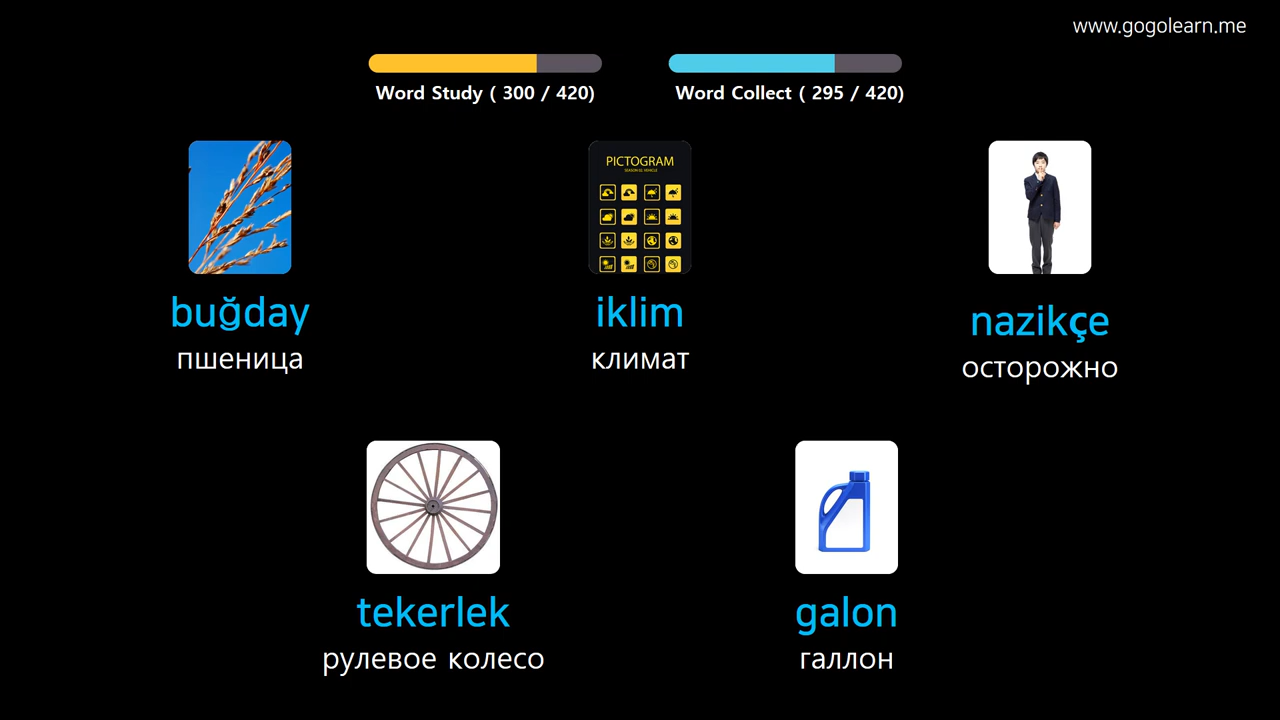 www.gogolearn.me
Word Study ( 300 / 420)
Word Collect ( 295 / 420)
PICTOGRAM
buğday
пшеница
iklim
климат
nazikçe
осторожно
tekerlek
рулевое колесо
galon
галлон